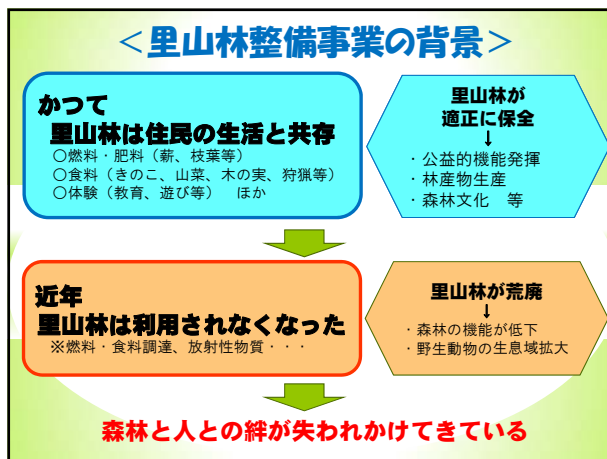 <里山林整備事業の背景>
かつて
里山林は住民の生活と共存
○燃料・肥料（薪、枝葉等）
○食料（きのこ、山菜、木の実、狩猟等）
○体験（教育、遊び等）　ほか
里山林が
適正に保全
↓
・公益的機能発揮
・林産物生産
・森林文化　等
近年
里山林は利用されなくなった
※燃料・食料調達、放射性物質・・・
里山林が荒廃
↓
・森林の機能が低下
・野生動物の生息域拡大
森林と人との絆が失われかけてきている